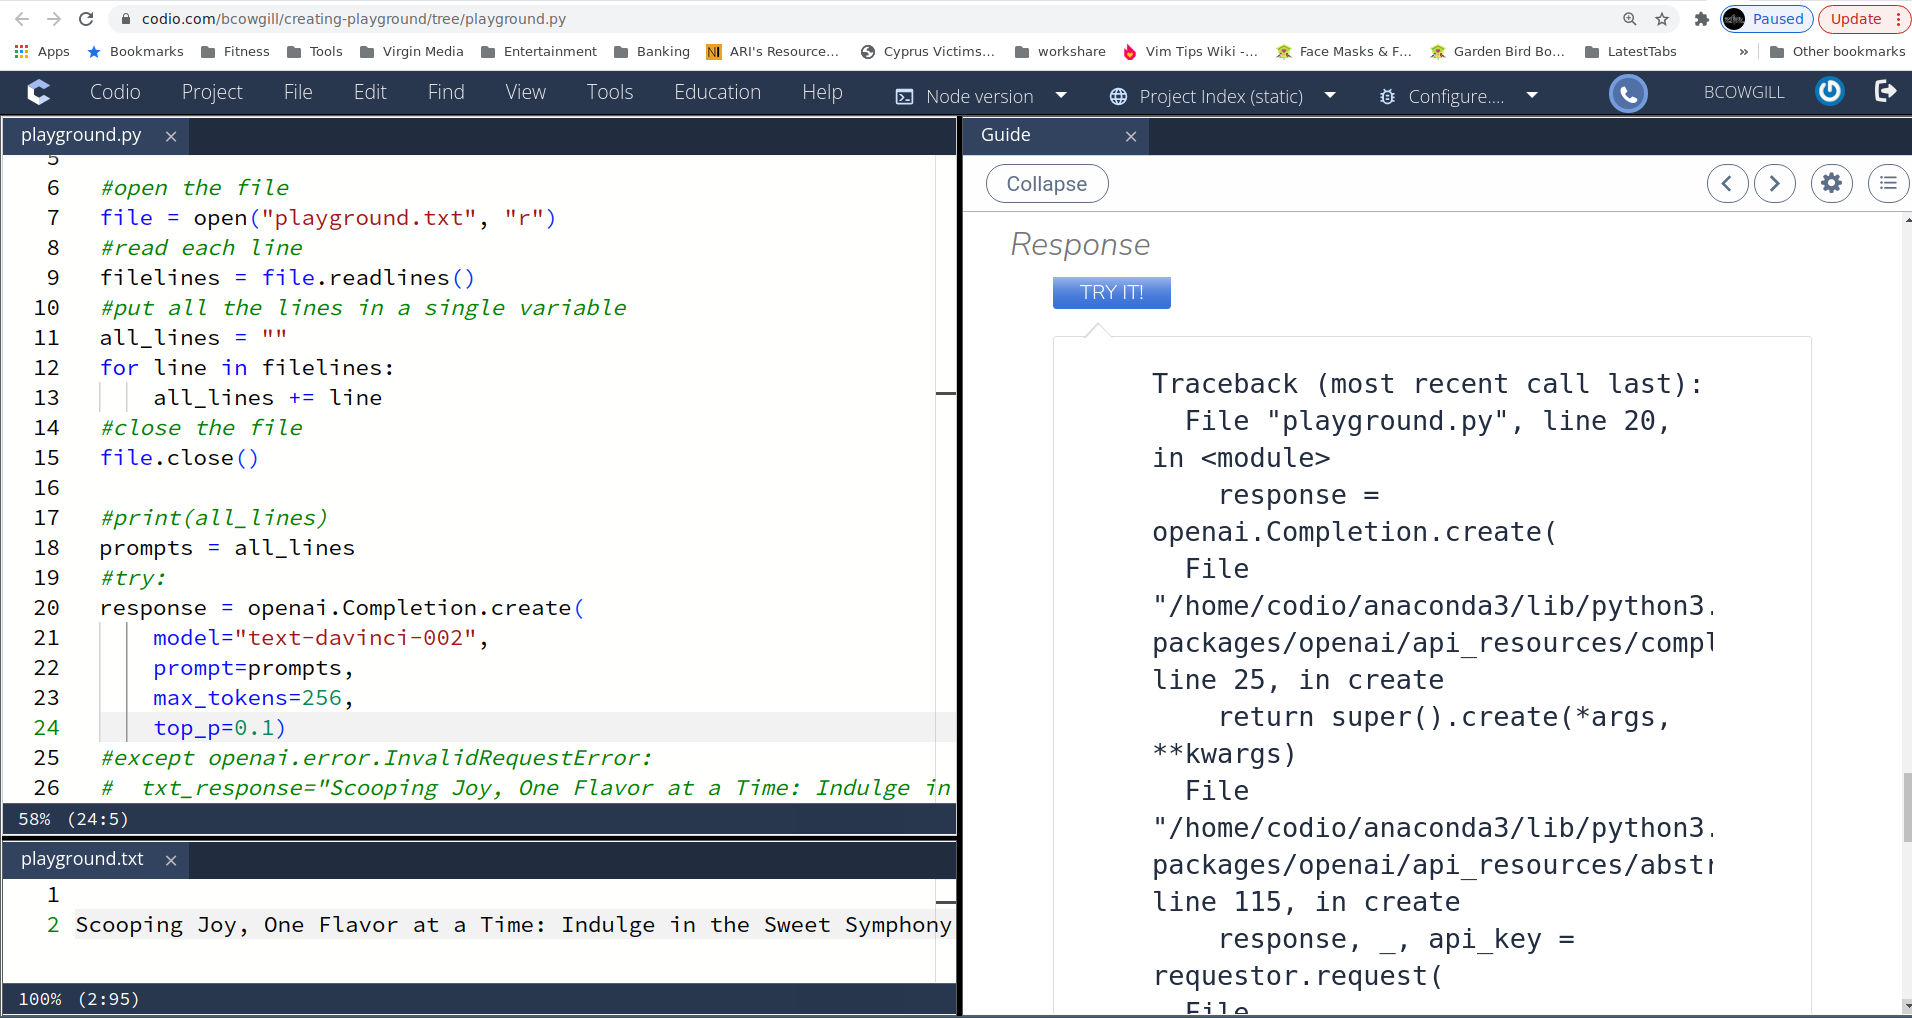 codio.com/bcowgill/creating-playground/tree/playground.py
Paused
Update
Apps
Bookmarks
Fitness
Tools
Virgin Media
Entertainment
Banking
NI ARI's Resource...
Cyprus Victims...
workshare
Vim Tips Wiki -...
Face Masks & F...
Garden Bird Bo...
LatestTabs
»
Other bookmarks
Codio
Project
File
Edit
Find
View
Tools
Education
Help
Node version
Project Index (static)
Configure....
BCOWGILL
playground.py ×
5
6 #open the file
7 file = open("playground.txt", "r")
8 #read each line
9 filelines = file.readlines()
10 #put all the lines in a single variable
11 all_lines = ""
12 for line in filelines:
13 all_lines += line
14 #close the file
15 file.close()
16
17 #print(all_lines)
18 prompts = all_lines
19 #try:
20 response = openai.Completion.create(
21 model="text-davinci-002",
22 prompt=prompts,
23 max_tokens=256,
24 top_p=0.1)
25 #except openai.error.InvalidRequestError:
26 # txt_response="Scooping Joy, One Flavor at a Time: Indulge in
58% (24:5)
playground.txt ×
1
2 Scooping Joy, One Flavor at a Time: Indulge in the Sweet Symphony
100% (2:95)
Guide ×
Collapse
Response
TRY IT!
Traceback (most recent call last):
File "playground.py", line 20,
in <module>
response =
openai.Completion.create(
File
"/home/codio/anaconda3/lib/python3.
packages/openai/api_resources/compl
line 25, in create
return super().create(*args,
**kwargs)
File
"/home/codio/anaconda3/lib/python3.
packages/openai/api_resources/abstr
line 115, in create
response, _, api_key =
requestor.request(
File